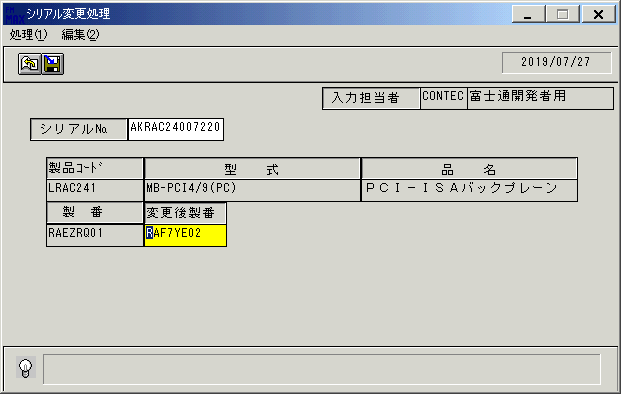 MAX シリアル変更処理
処理(1) 編集(2)
2019/07/27
入力担当者 CONTEC 富士通開発者用
シリアル№ AKRAC24007220
製品ｺｰﾄﾞ 型　式 品　名
LRAC241 MB-PCI4/9(PC) ＰＣＩ－ＩＳＡバックプレーン
製　番 変更後製番
RAEZRQ01 RAF7YE02